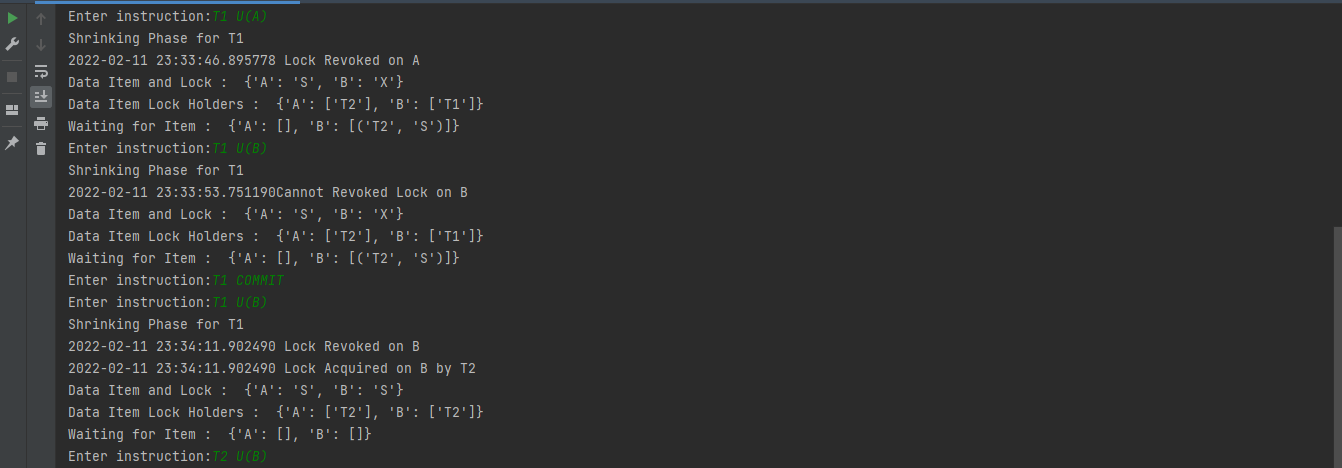 Enter instruction:T1 U(A)
Shrinking Phase for T1
2022-02-11 23:33:46.895778 Lock Revoked on A
Data Item and Lock :  {'A': 'S', 'B': 'X'}
Data Item Lock Holders :  {'A': ['T2'], 'B': ['T1']}
Waiting for Item :  {'A': [], 'B': [('T2', 'S')]}
Enter instruction:T1 U(B)
Shrinking Phase for T1
2022-02-11 23:33:53.751190Cannot Revoked Lock on B
Data Item and Lock :  {'A': 'S', 'B': 'X'}
Data Item Lock Holders :  {'A': ['T2'], 'B': ['T1']}
Waiting for Item :  {'A': [], 'B': [('T2', 'S')]}
Enter instruction:T1 COMMIT
Enter instruction:T1 U(B)
Shrinking Phase for T1
2022-02-11 23:34:11.902490 Lock Revoked on B
2022-02-11 23:34:11.902490 Lock Acquired on B by T2
Data Item and Lock :  {'A': 'S', 'B': 'S'}
Data Item Lock Holders :  {'A': ['T2'], 'B': ['T2']}
Waiting for Item :  {'A': [], 'B': []}
Enter instruction:T2 U(B)